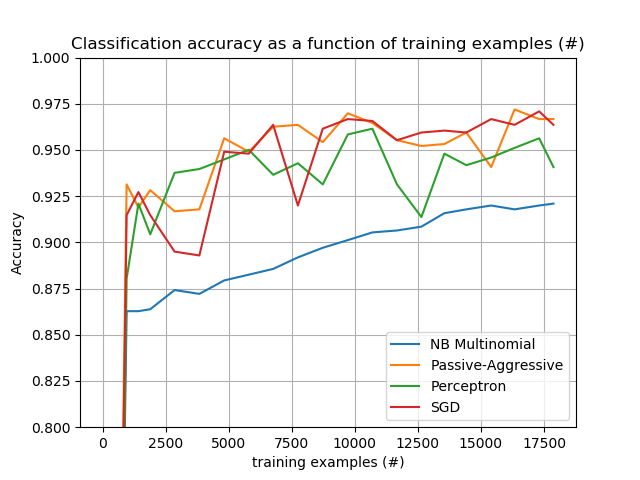 Classification accuracy as a function of training examples (#)
1.000
0.975
0.950
0.925
0.900
0.875
0.850
0.825
0.800
Accuracy
NB Multinomial
Passive-Aggressive
Perceptron
SGD
0 2500 5000 7500 10000 12500 15000 17500
training examples (#)